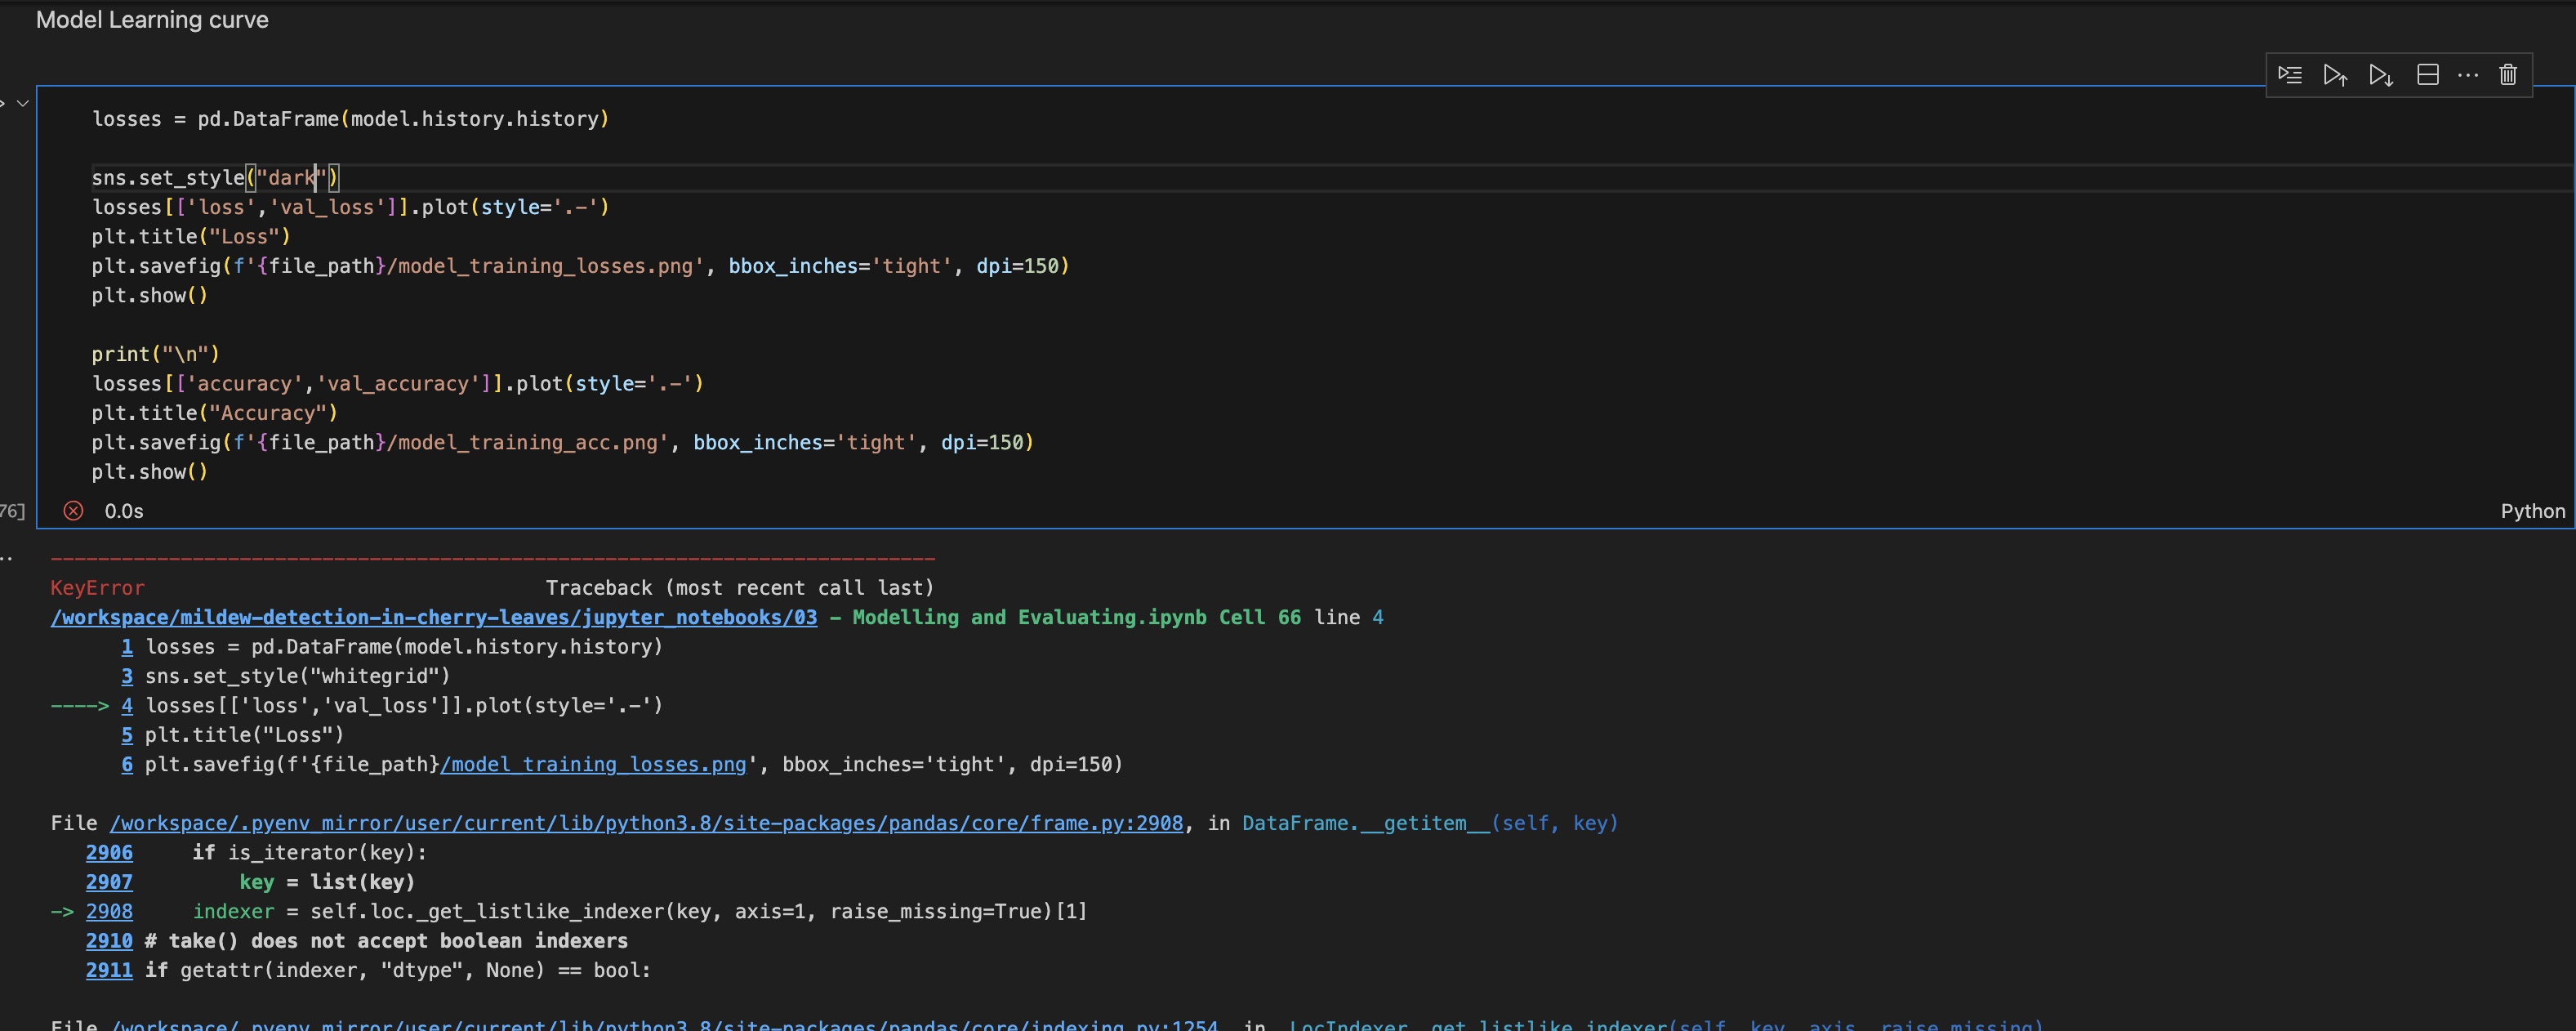 Model Learning curve
losses = pd.DataFrame(model.history.history)
sns.set_style("dark")
losses[['loss','val_loss']].plot(style='.-')
plt.title("Loss")
plt.savefig(f'{file_path}/model_training_losses.png', bbox_inches='tight', dpi=150)
plt.show()
print("\n")
losses[['accuracy','val_accuracy']].plot(style='.-')
plt.title("Accuracy")
plt.savefig(f'{file_path}/model_training_acc.png', bbox_inches='tight', dpi=150)
plt.show()
76] 0.0s Python
---------------------------------------------------------------------------
KeyError Traceback (most recent call last)
/workspace/mildew-detection-in-cherry-leaves/jupyter_notebooks/03 - Modelling and Evaluating.ipynb Cell 66 line 4
1 losses = pd.DataFrame(model.history.history)
3 sns.set_style("whitegrid")
----> 4 losses[['loss','val_loss']].plot(style='.-')
5 plt.title("Loss")
6 plt.savefig(f'{file_path}/model_training_losses.png', bbox_inches='tight', dpi=150)
File /workspace/.pyenv_mirror/user/current/lib/python3.8/site-packages/pandas/core/frame.py:2908, in DataFrame.__getitem__(self, key)
2906 if is_iterator(key):
2907 key = list(key)
-> 2908 indexer = self.loc._get_listlike_indexer(key, axis=1, raise_missing=True)[1]
2910 # take() does not accept boolean indexers
2911 if getattr(indexer, "dtype", None) == bool:
File /workspace/.pyenv_mirror/user/current/lib/python3.8/site-packages/pandas/core/indexing.py:1254, in _LocIndexer._get_listlike_indexer(self, key, axis, raise_missing)